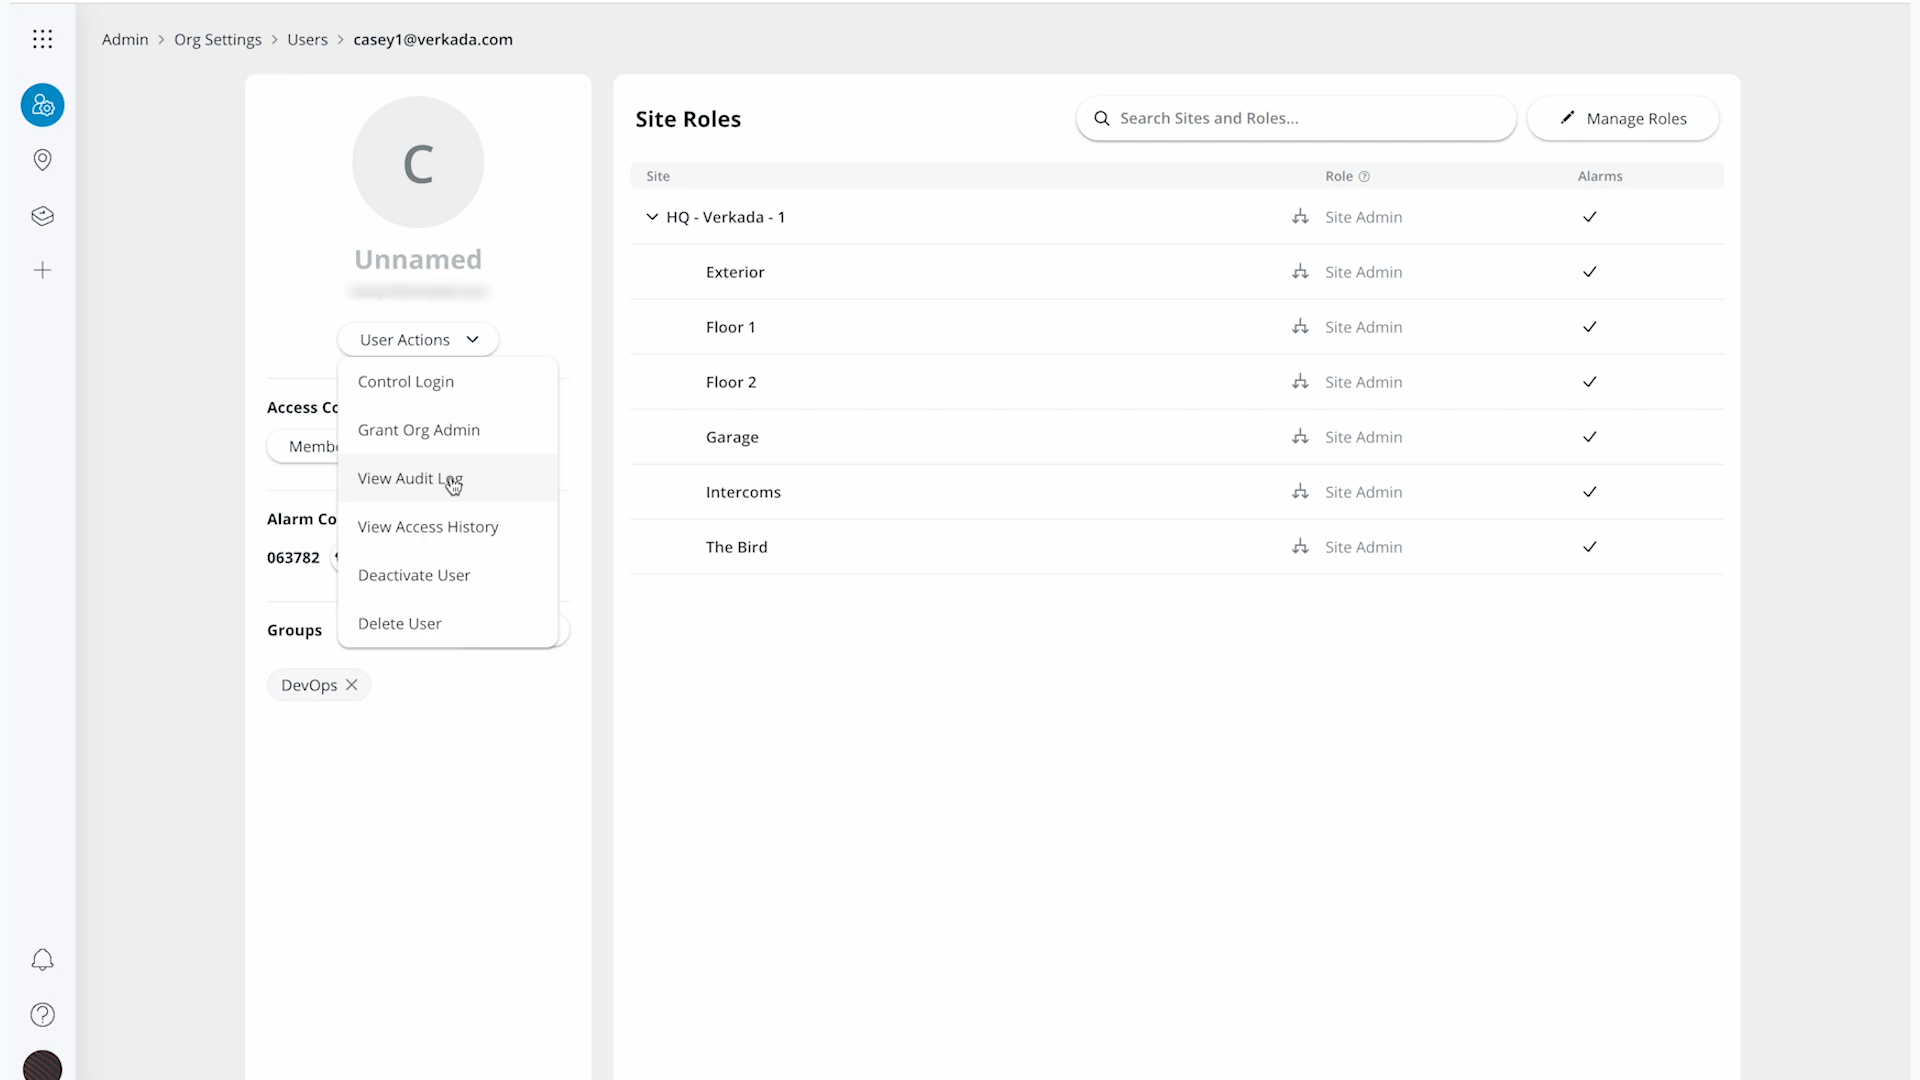 Admin > Org Settings > Users > casey1@verkada.com
C
Unnamed
User Actions
Control Login
Grant Org Admin
View Audit Log
View Access History
Deactivate User
Delete User
Access Co
Membe
Alarm Co
063782
Groups
DevOps
Site Roles
Search Sites and Roles...
Manage Roles
Site Role Alarms
HQ - Verkada - 1 Site Admin
Exterior Site Admin
Floor 1 Site Admin
Floor 2 Site Admin
Garage Site Admin
Intercoms Site Admin
The Bird Site Admin